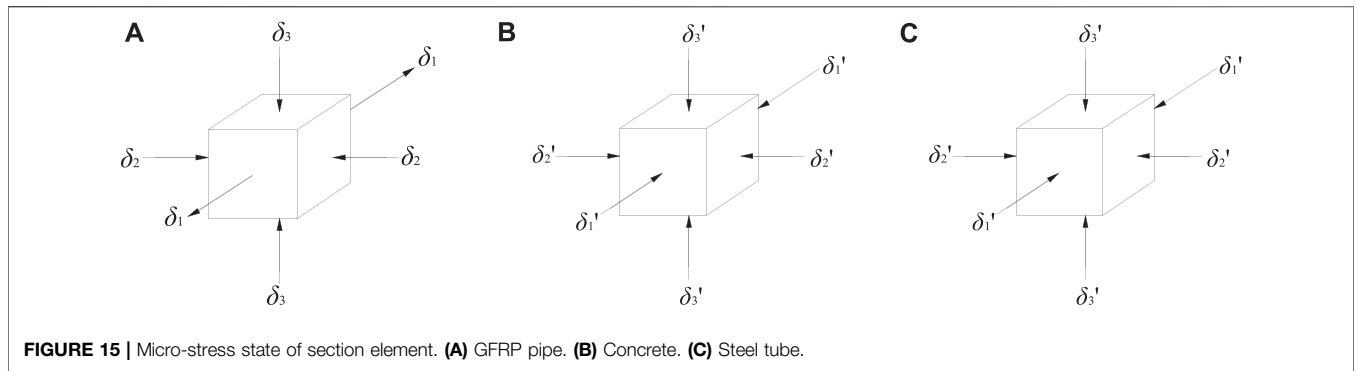 A
B
C
δ3
δ1
δ2
δ2
δ1
δ3
δ3'
δ1'
δ2'
δ2'
δ1'
δ3'
δ3'
δ1'
δ2'
δ2'
δ1'
δ3'
FIGURE 15 | Micro-stress state of section element. (A) GFRP pipe. (B) Concrete. (C) Steel tube.